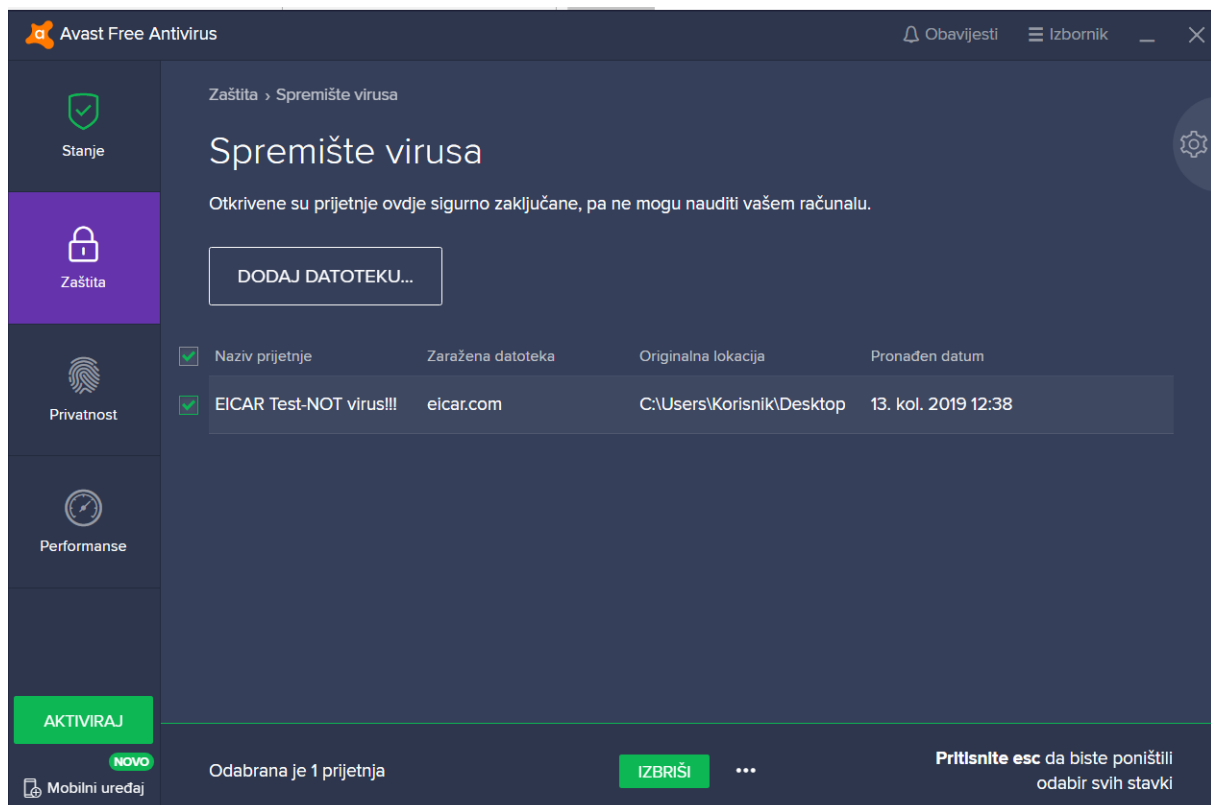 Avast Free Antivirus
Obavijesti
Izbornik
Stanje
Zaštita
Privatnost
Performanse
AKTIVIRAJ
NOVO
Mobilni uređaj
Zaštita › Spremište virusa
Spremište virusa
Otkrivene su prijetnje ovdje sigurno zaključane, pa ne mogu nauditi vašem računalu.
DODAJ DATOTEKU...
Naziv prijetnje Zaražena datoteka Originalna lokacija Pronađen datum
EICAR Test-NOT virus!!! eicar.com C:\Users\Korisnik\Desktop 13. kol. 2019 12:38
Odabrana je 1 prijetnja
IZBRIŠI
Pritisnite esc da biste poništili
odabir svih stavki